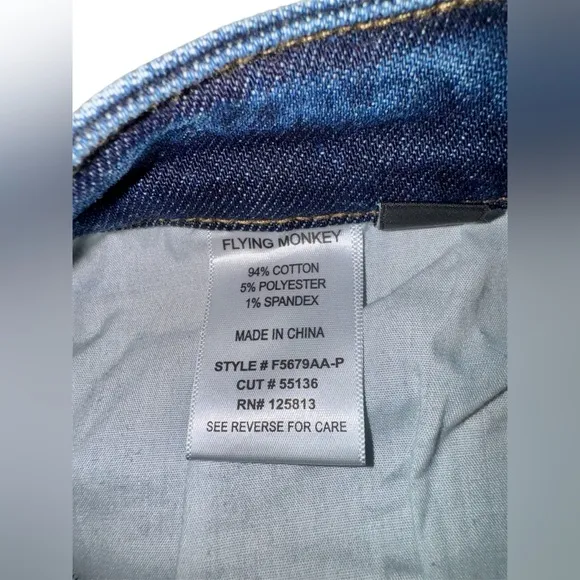 FLYING MONKEY
94% COTTON
5% POLYESTER
1% SPANDEX
MADE IN CHINA
STYLE # F5679AA-P
CUT # 55136
RN# 125813
SEE REVERSE FOR CARE